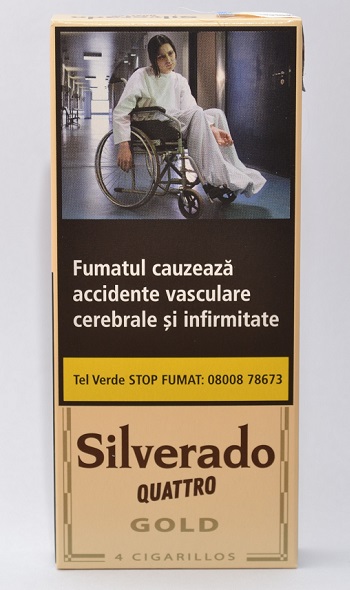 Fumatul cauzează
accidente vasculare
cerebrale și infirmitate
Tel Verde STOP FUMAT: 08008 78673
Silverado
QUATTRO
GOLD
4 CIGARILLOS